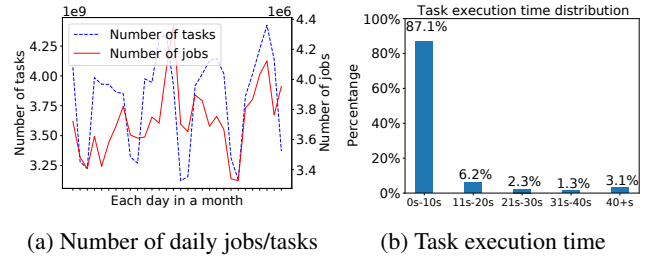 1e9
1e6
Number of tasks
Number of jobs
4.25
4.00
3.75
3.50
3.25
Number of tasks
4.4
4.2
4.0
3.8
3.6
3.4
Number of jobs
Each day in a month
(a) Number of daily jobs/tasks
Task execution time distribution
100%
80%
60%
40%
20%
0%
Percentange
87.1%
6.2%
2.3%
1.3%
3.1%
0s-10s
11s-20s
21s-30s
31s-40s
40+s
(b) Task execution time